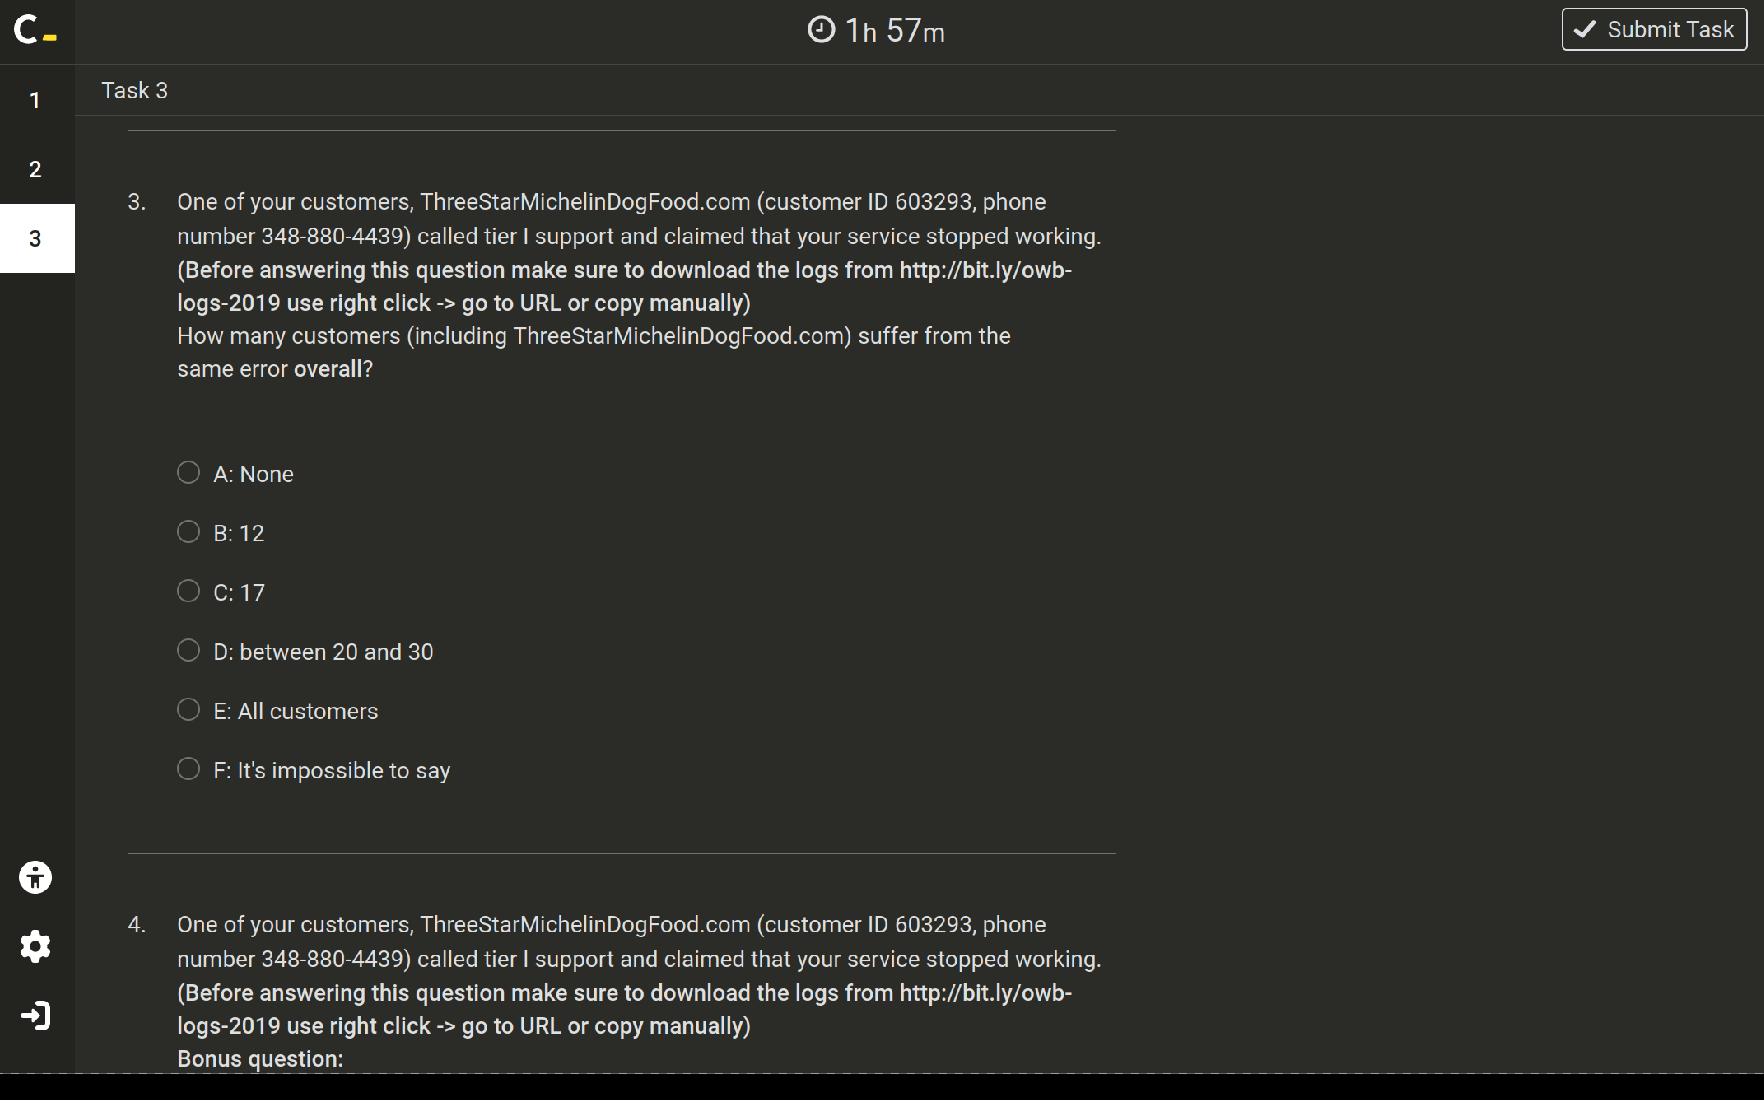 C_
1h 57m
Submit Task
1
Task 3
2
3
3. One of your customers, ThreeStarMichelinDogFood.com (customer ID 603293, phone
number 348-880-4439) called tier I support and claimed that your service stopped working.
(Before answering this question make sure to download the logs from http://bit.ly/owb-
logs-2019 use right click -> go to URL or copy manually)
How many customers (including ThreeStarMichelinDogFood.com) suffer from the
same error overall?
A: None
B: 12
C: 17
D: between 20 and 30
E: All customers
F: It's impossible to say
4. One of your customers, ThreeStarMichelinDogFood.com (customer ID 603293, phone
number 348-880-4439) called tier I support and claimed that your service stopped working.
(Before answering this question make sure to download the logs from http://bit.ly/owb-
logs-2019 use right click -> go to URL or copy manually)
Bonus question: